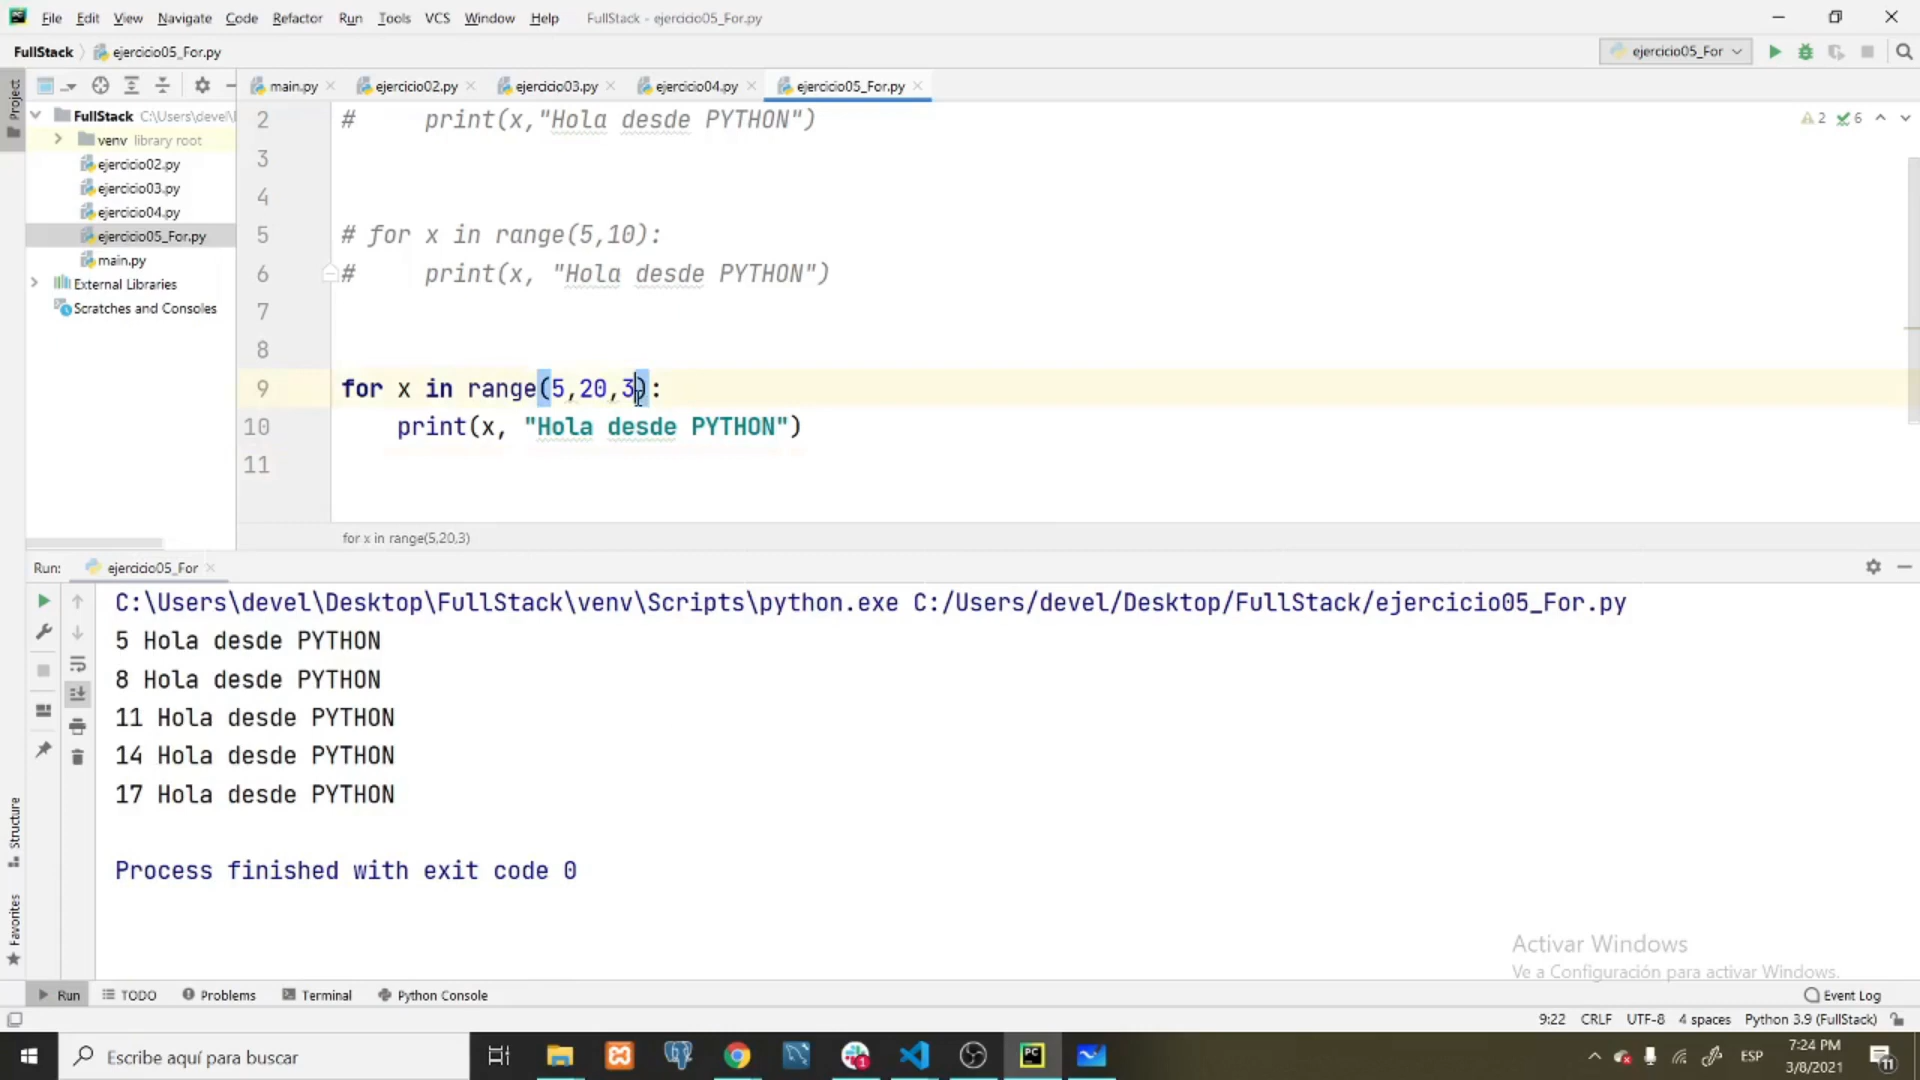 File Edit View Navigate Code Refactor Run Tools VCS Window Help FullStack - ejercicio05_For.py
FullStack ejercicio05_For.py ejercicio05_For
Project
main.py ejercicio02.py ejercicio03.py ejercicio04.py ejercicio05_For.py
FullStack C:\Users\devel\
venv library root
ejercicio02.py
ejercicio03.py
ejercicio04.py
ejercicio05_For.py
main.py
External Libraries
Scratches and Consoles
2 # print(x,"Hola desde PYTHON")
2 6
3
4
5 # for x in range(5,10):
6 # print(x, "Hola desde PYTHON")
7
8
9 for x in range(5,20,3):
10 print(x, "Hola desde PYTHON")
11
for x in range(5,20,3)
Run: ejercicio05_For
C:\Users\devel\Desktop\FullStack\venv\Scripts\python.exe C:/Users/devel/Desktop/FullStack/ejercicio05_For.py
5 Hola desde PYTHON
8 Hola desde PYTHON
11 Hola desde PYTHON
14 Hola desde PYTHON
17 Hola desde PYTHON
Process finished with exit code 0
Structure
Favorites
Activar Windows
Ve a Configuración para activar Windows.
Run TODO Problems Terminal Python Console Event Log
9:22 CRLF UTF-8 4 spaces Python 3.9 (FullStack)
Escribe aquí para buscar
ESP
7:24 PM
3/8/2021
11